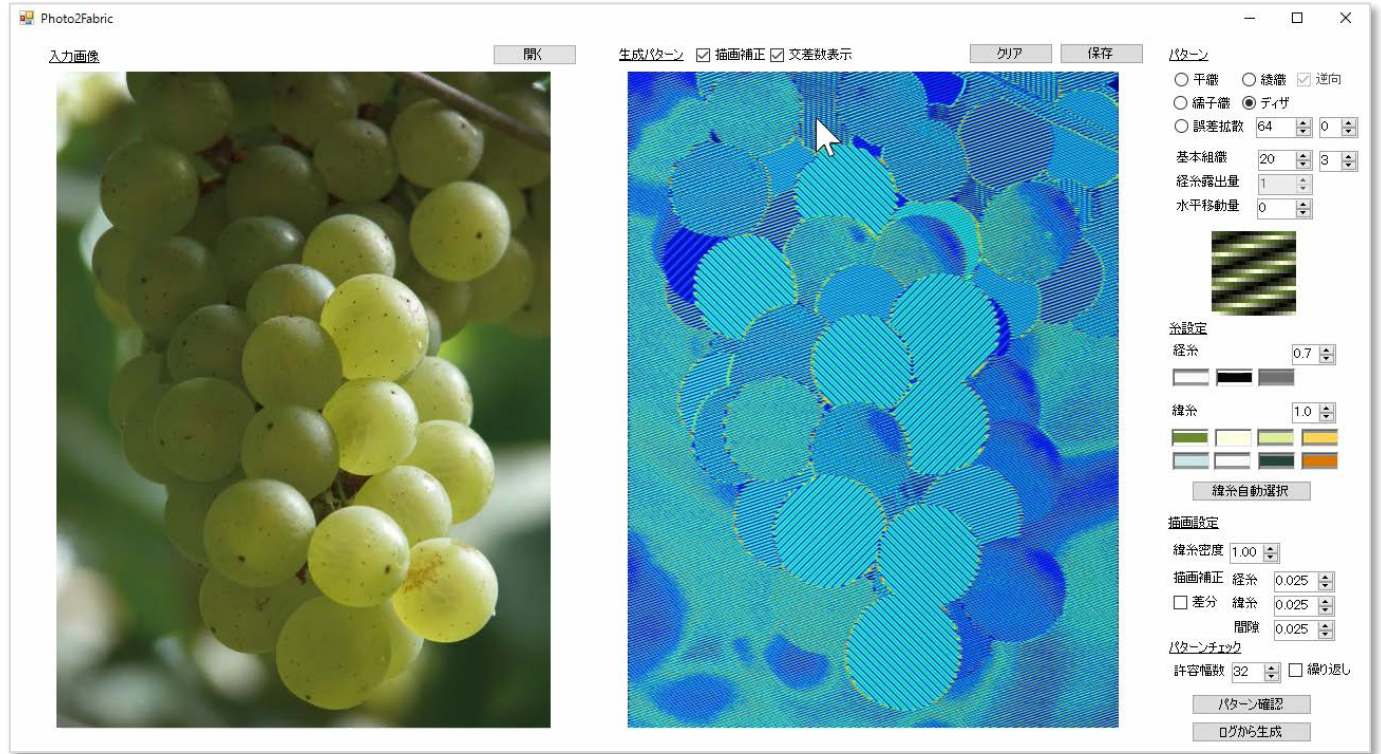 Photo2Fabric
入力画像
開く
生成パターン 描画補正 交差数表示
クリア
保存
パターン
平織 綾織 逆向
繻子織 ディザ
誤差拡散 64 0
基本組織 20 3
経糸露出量 1
水平移動量 0
糸設定
経糸 0.7
緯糸 1.0
緯糸自動選択
描画設定
緯糸密度 1.00
描画補正 経糸 0.025
差分 緯糸 0.025
間隙 0.025
パターンチェック
許容幅数 32 繰り返し
パターン確認
ログから生成